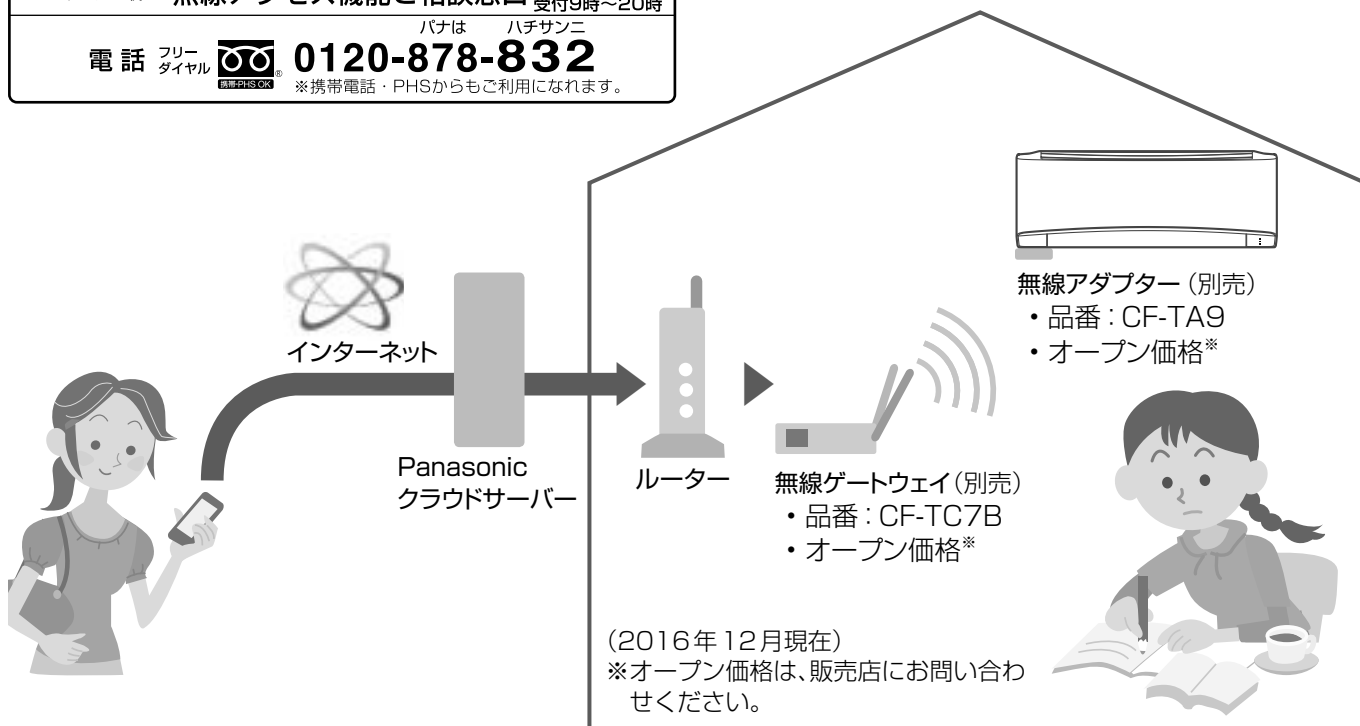 無線アクセス機能ご相談窓口 受付9時～20時
パナは ハチサンニ
電話 フリーダイヤル 0120-878-832
携帯・PHS OK
※携帯電話・PHSからもご利用になれます。
インターネット
Panasonic
クラウドサーバー
ルーター
無線ゲートウェイ(別売)
・品番：CF-TC7B
・オープン価格※
無線アダプター(別売)
・品番：CF-TA9
・オープン価格※
(2016年12月現在)
※オープン価格は、販売店にお問い合わ
せください。